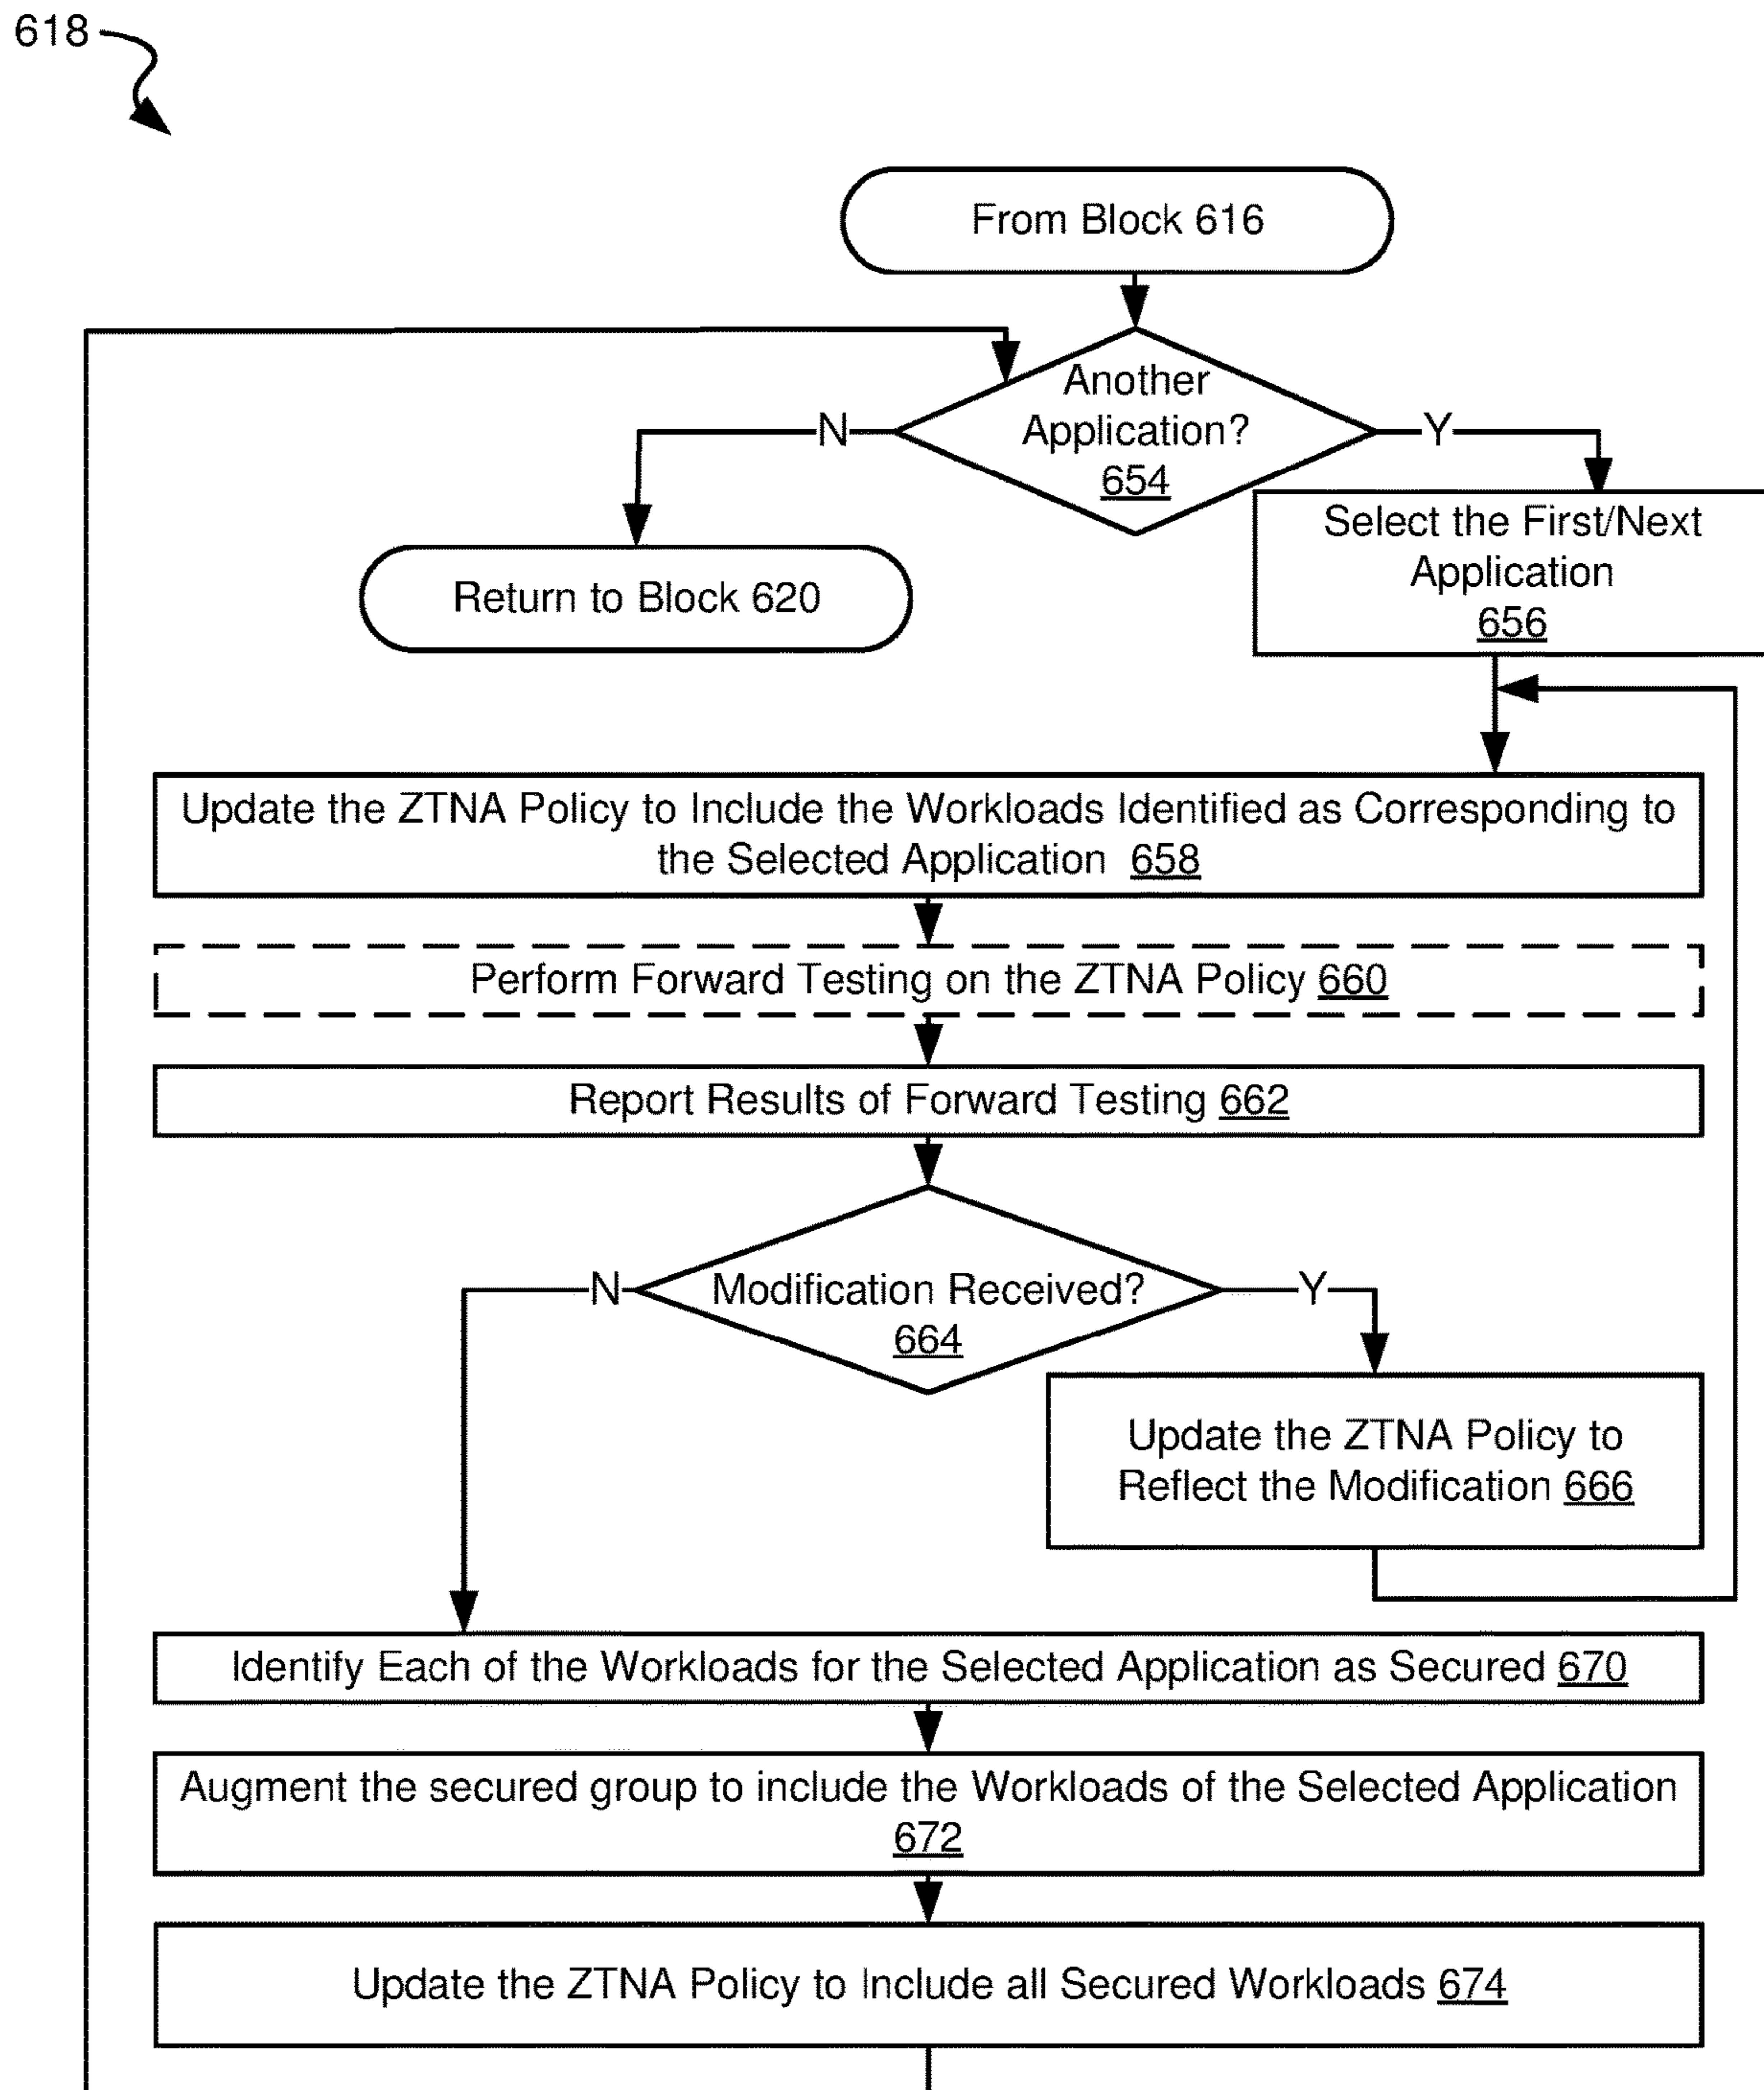 618
From Block 616
Another
Application?
654
N
Y
Select the First/Next
Application
656
Return to Block 620
Update the ZTNA Policy to Include the Workloads Identified as Corresponding to
the Selected Application 658
Perform Forward Testing on the ZTNA Policy 660
Report Results of Forward Testing 662
Modification Received?
664
N
Y
Update the ZTNA Policy to
Reflect the Modification 666
Identify Each of the Workloads for the Selected Application as Secured 670
Augment the secured group to include the Workloads of the Selected Application
672
Update the ZTNA Policy to Include all Secured Workloads 674